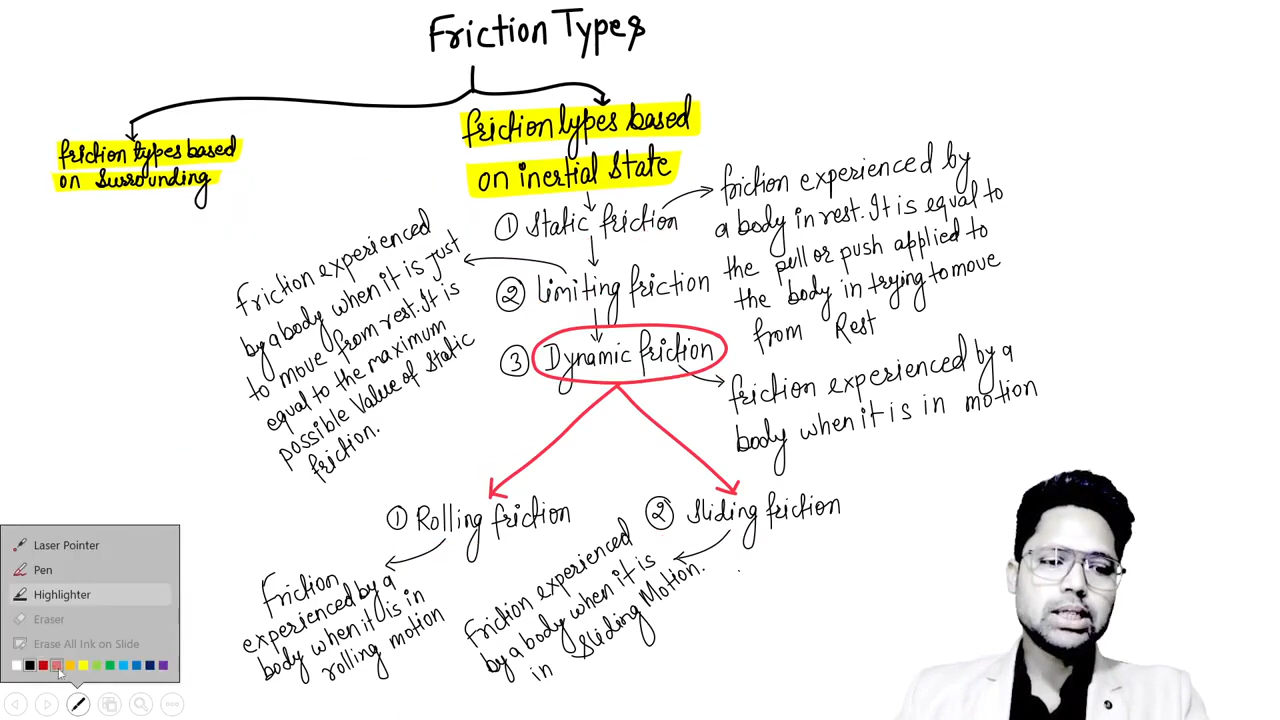 Friction Types
friction types based
on Surrounding
friction types based
on inertial State
① Static friction
friction experienced by
a body in rest. It is equal to
the pull or push applied to
the body in trying to move
from Rest
② limiting friction
Friction experienced
by a body when it is just
to move from rest. It is
equal to the maximum
possible Value of Static
friction.
③ Dynamic friction
friction experienced by a
body when it is in motion
① Rolling friction
Friction
experienced by a
body when it is in
rolling motion
② Sliding friction
Friction experienced
by a body when it is
in Sliding Motion.
Laser Pointer
Pen
Highlighter
Eraser
Erase All Ink on Slide